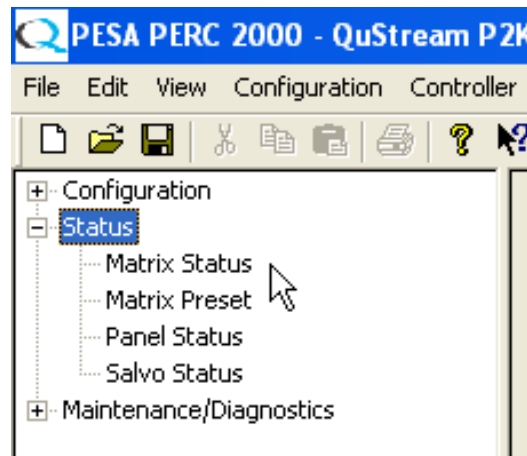 PESA PERC 2000 - QuStream P2K
File Edit View Configuration Controller
Configuration
Status
Matrix Status
Matrix Preset
Panel Status
Salvo Status
Maintenance/Diagnostics